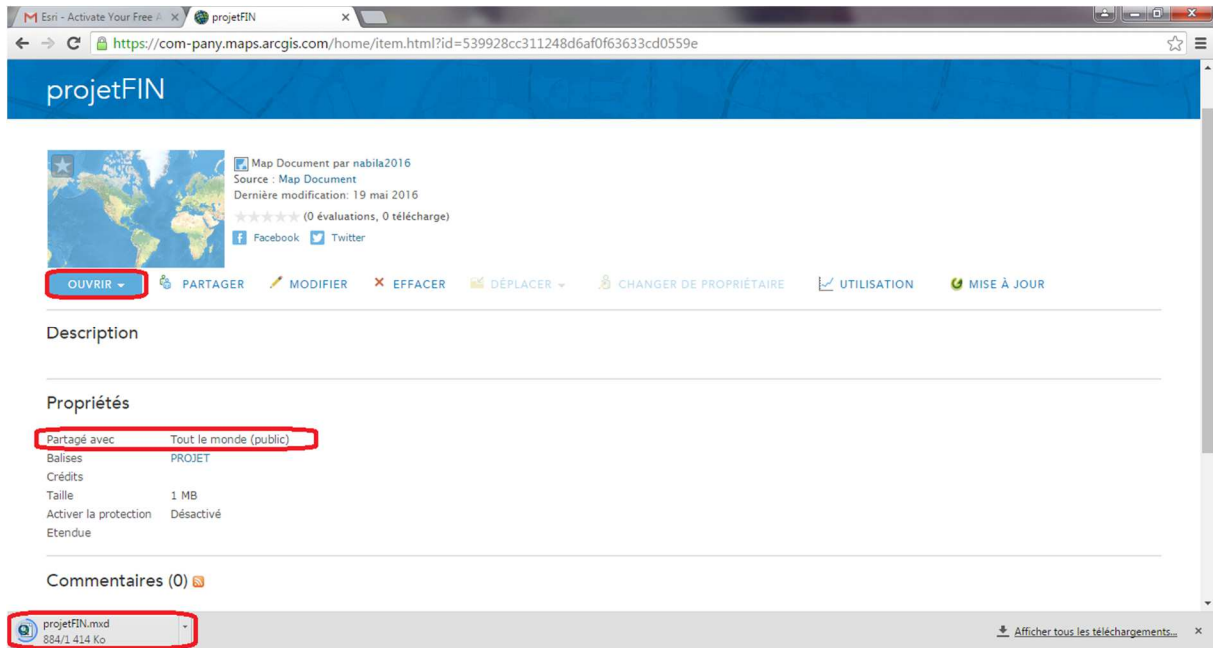 Esri - Activate Your Free A
projetFIN
https://com-pany.maps.arcgis.com/home/item.html?id=539928cc311248d6af0f63633cd0559e
projetFIN
Map Document par nabila2016
Source : Map Document
Dernière modification: 19 mai 2016
(0 évaluations, 0 télécharge)
Facebook Twitter
OUVRIR PARTAGER MODIFIER EFFACER DÉPLACER CHANGER DE PROPRIÉTAIRE UTILISATION MISE À JOUR
Description
Propriétés
Partagé avec Tout le monde (public)
Balises PROJET
Crédits
Taille 1 MB
Activer la protection Désactivé
Etendue
Commentaires (0)
projetFIN.mxd
884/1 414 Ko
Afficher tous les téléchargements...